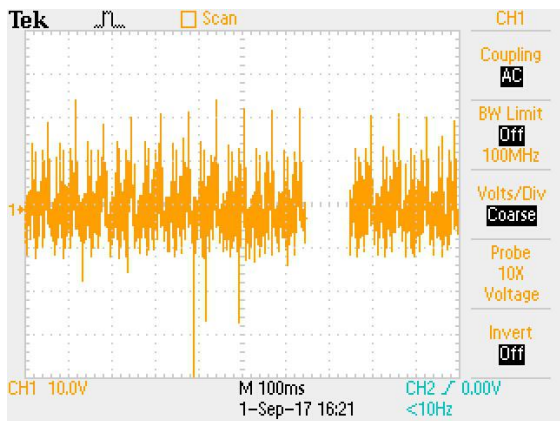 Tek Scan CH1
Coupling
AC
BW Limit
Off
100MHz
Volts/Div
Coarse
Probe
10X
Voltage
Invert
Off
1
CH1 10.0V M 100ms CH2 0.00V
1-Sep-17 16:21 <10Hz